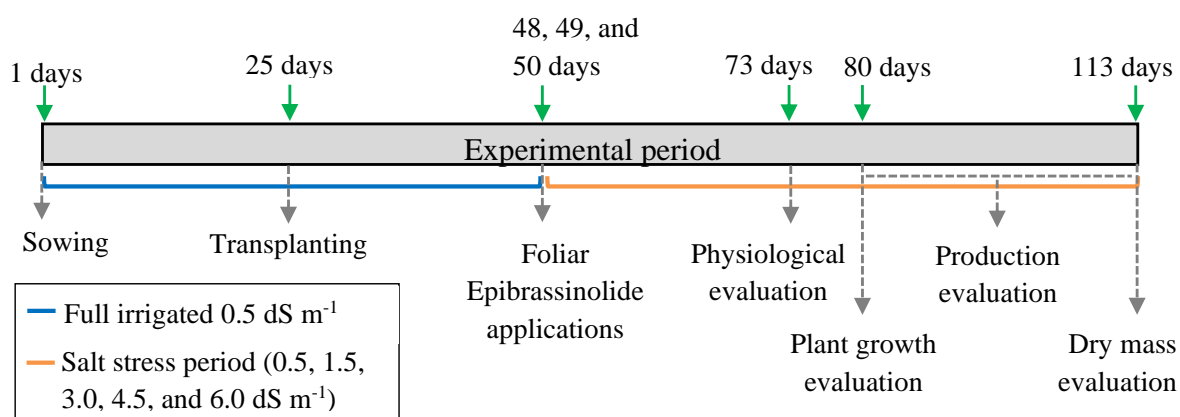 48, 49, and
1 days
25 days
50 days
73 days
80 days
113 days
Experimental period
Sowing
Transplanting
Foliar
Epibrassinolide
applications
Physiological
evaluation
Production
evaluation
Plant growth
evaluation
Dry mass
evaluation
Full irrigated 0.5 dS m⁻¹
Salt stress period (0.5, 1.5,
3.0, 4.5, and 6.0 dS m⁻¹)